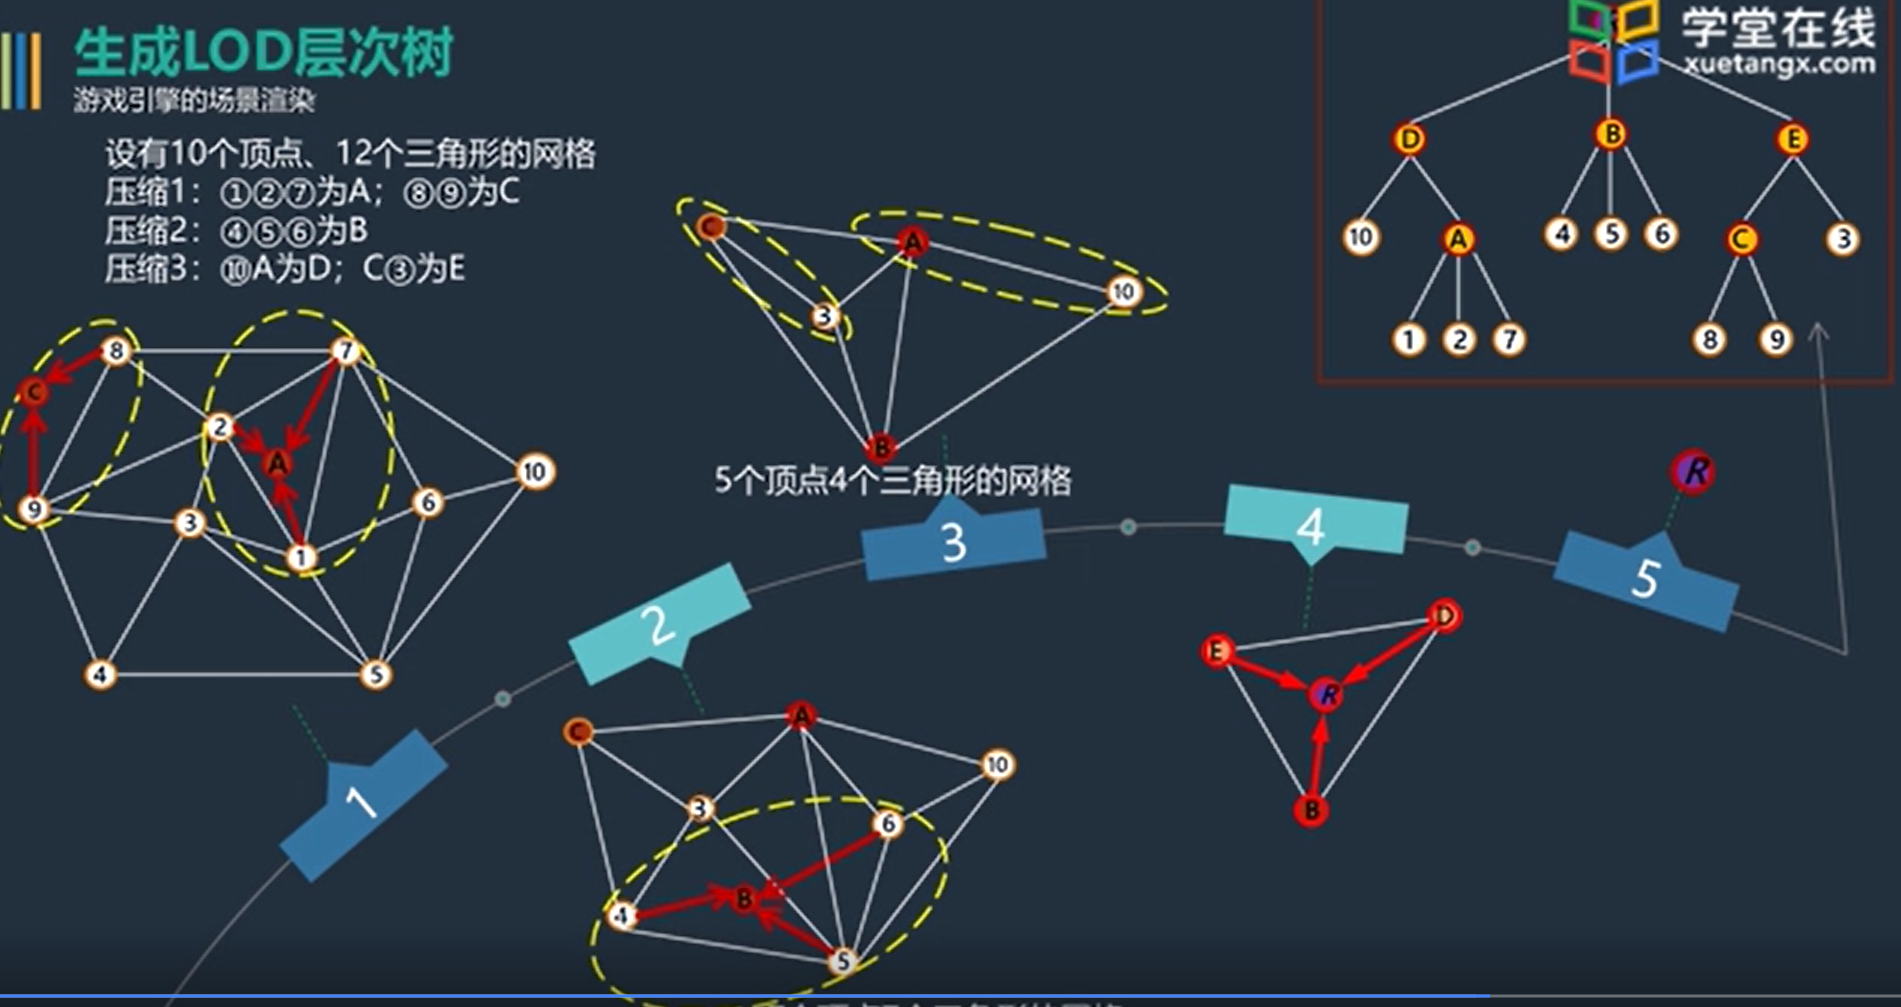 生成LOD层次树
游戏引擎的场景渲染
设有10个顶点、12个三角形的网格
压缩1：①②⑦为A；⑧⑨为C
压缩2：④⑤⑥为B
压缩3：⑩A为D；C③为E
学堂在线
xuetangx.com
D B E
10 A 4 5 6 C 3
1 2 7 8 9
C A
3 10
B
5个顶点4个三角形的网格
8 7
C
2
A
10
9 3 6
1
4 5
1
2
3
4
5
R
C A
10
3 6
4 B
5
E D
R
B